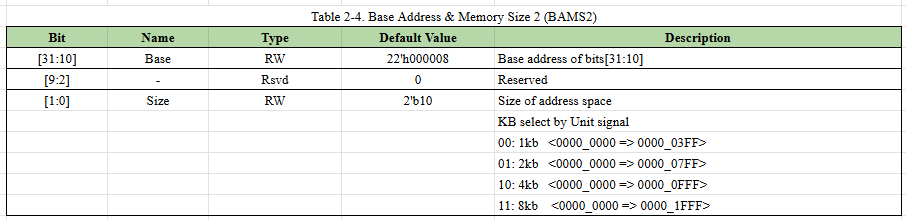 Table 2-4. Base Address & Memory Size 2 (BAMS2)
Bit Name Type Default Value Description
[31:10] Base RW 22'h000008 Base address of bits[31:10]
[9:2] - Rsvd 0 Reserved
[1:0] Size RW 2'b10 Size of address space
KB select by Unit signal
00: 1kb <0000_0000 => 0000_03FF>
01: 2kb <0000_0000 => 0000_07FF>
10: 4kb <0000_0000 => 0000_0FFF>
11: 8kb <0000_0000 => 0000_1FFF>